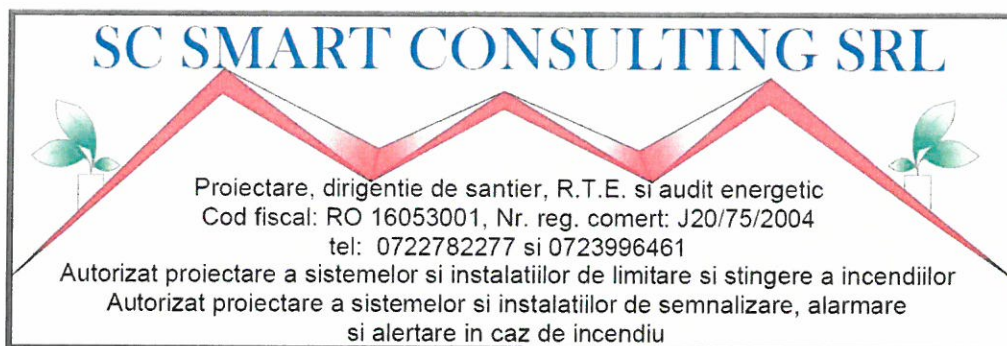 SC SMART CONSULTING SRL
Proiectare, dirigentie de santier, R.T.E. si audit energetic
Cod fiscal: RO 16053001, Nr. reg. comert: J20/75/2004
tel: 0722782277 si 0723996461
Autorizat proiectare a sistemelor si instalatiilor de limitare si stingere a incendiilor
Autorizat proiectare a sistemelor si instalatiilor de semnalizare, alarmare
si alertare in caz de incendiu